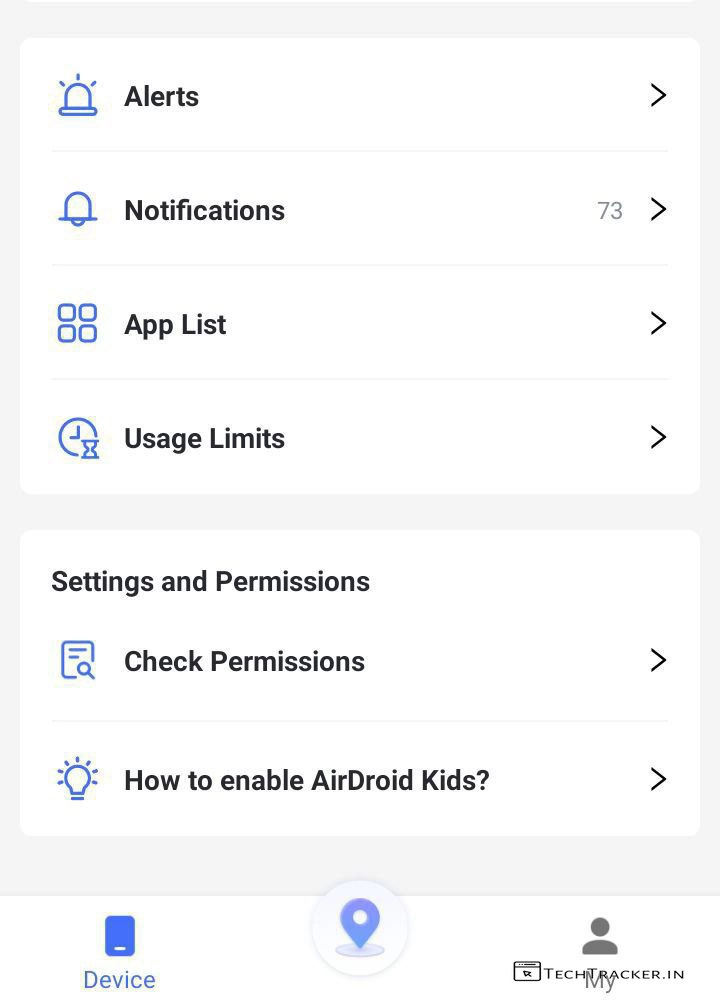 Alerts
Notifications 73
App List
Usage Limits
Settings and Permissions
Check Permissions
How to enable AirDroid Kids?
Device
My
TECHTRACKER.IN